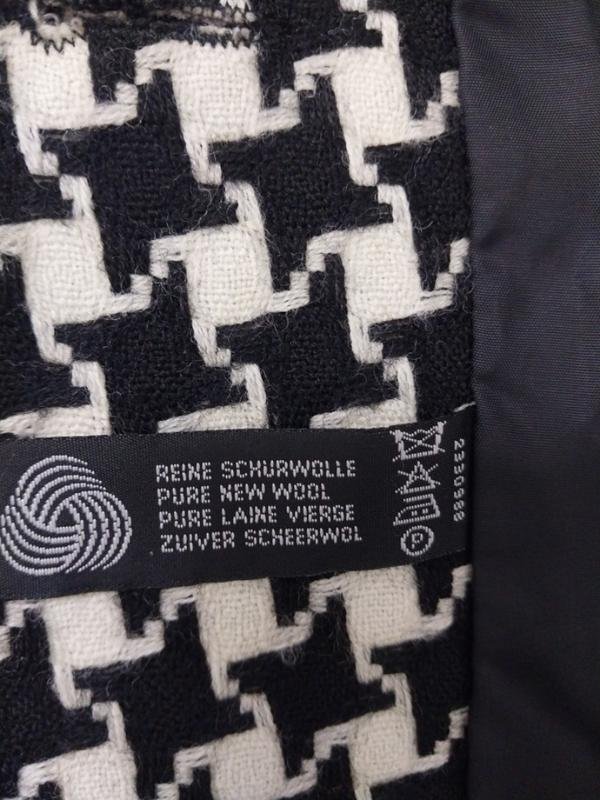 REINE SCHURWOLLE
PURE NEW WOOL
PURE LAINE VIERGE
ZUIVER SCHEERWOL
P
2330988